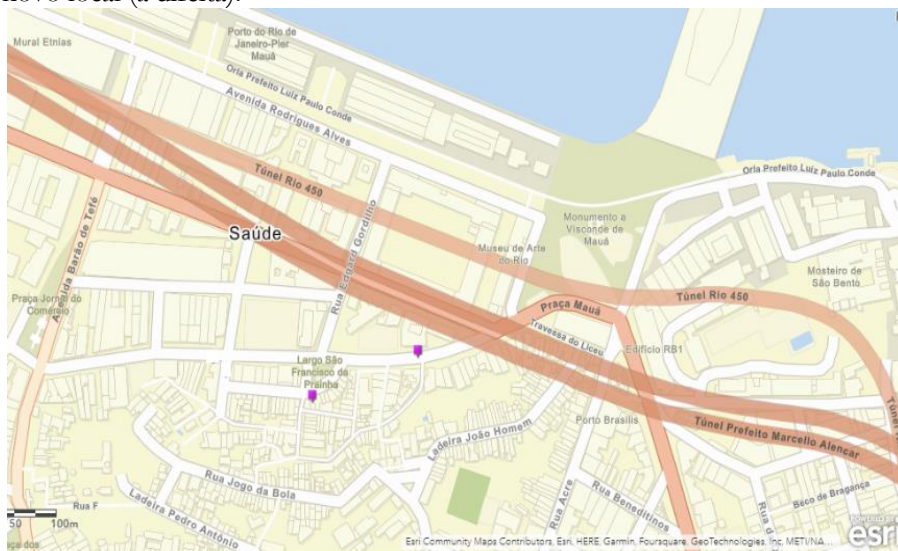 novo local (à direita).
Mural Etnias
Porto do Rio de
Janeiro-Pier
Mauá
Orla Prefeito Luiz Paulo Conde
Avenida Rodrigues Alves
Túnel Rio 450
Orla Prefeito Luiz Paulo Conde
Monumento a
Visconde de
Mauá
Saúde
Museu de Arte
do Rio
Mosteiro de
São Bento
Avenida Barão de Tefé
Rua Edgard Gordilho
Túnel Rio 450
Praça Jornal do
Comércio
Praça Mauá
Travessa do Liceu
Edifício RB1
Largo São
Francisco da
Prainha
Porto Brasilis
Túnel Prefeito Marcello Alencar
Ladeira João Homem
Rua Jogo da Bola
Rua Acre
Rua Beneditinos
Beco de Bragança
Rua F
Ladeira Pedro Antônio
50 100m
POWERED BY
esri
Esri Community Maps Contributors, Esri, HERE, Garmin, Foursquare, GeoTechnologies, Inc, METI/NA...